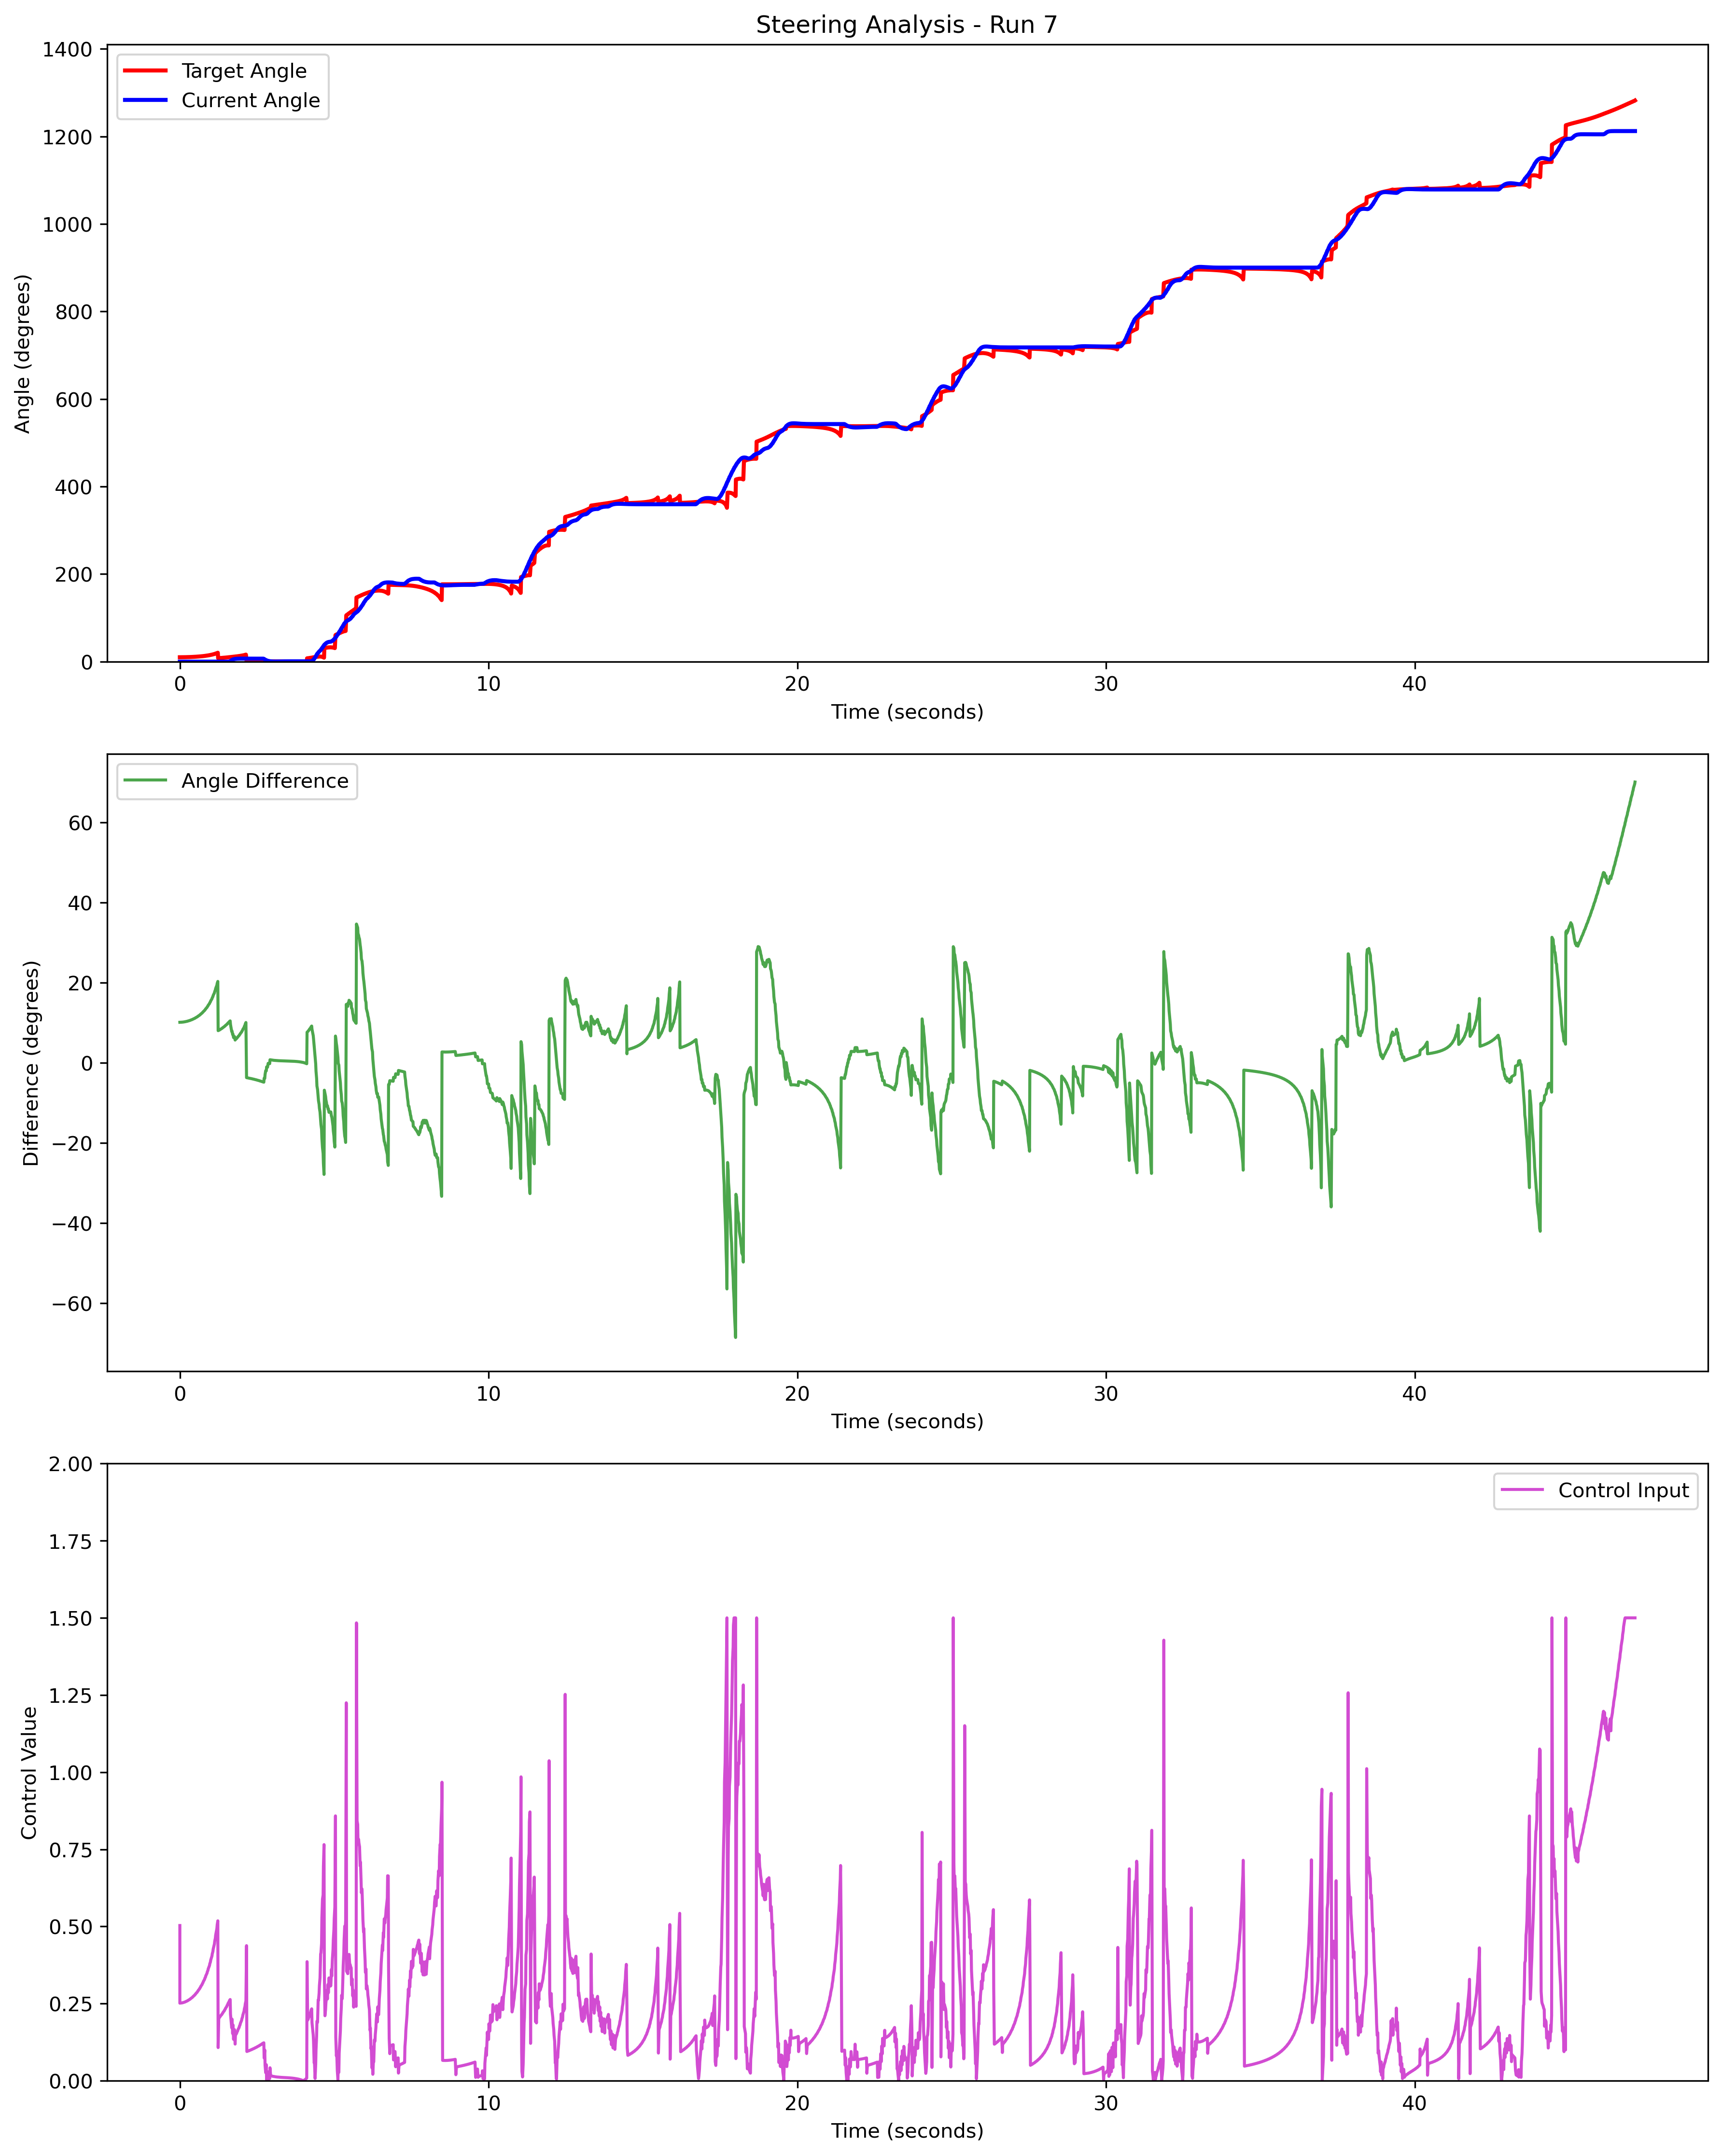 Steering Analysis - Run 7
1400
1200
1000
800
600
400
200
0
Angle (degrees)
Target Angle
Current Angle
0 10 20 30 40
Time (seconds)
60
40
20
0
−20
−40
−60
Difference (degrees)
Angle Difference
0 10 20 30 40
Time (seconds)
2.00
1.75
1.50
1.25
1.00
0.75
0.50
0.25
0.00
Control Value
Control Input
0 10 20 30 40
Time (seconds)